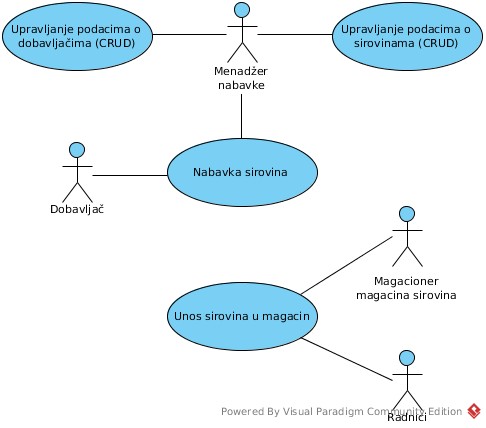 Upravljanje podacima o
dobavljačima (CRUD)
Upravljanje podacima o
sirovinama (CRUD)
Menadžer
nabavke
Nabavka sirovina
Dobavljač
Magacioner
magacina sirovina
Unos sirovina u magacin
Powered By Visual Paradigm Community Edition
Radnici